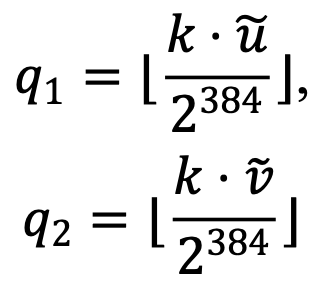 q₁ = ⌊k · ũ / 2³⁸⁴⌋,
q₂ = ⌊k · ṽ / 2³⁸⁴⌋